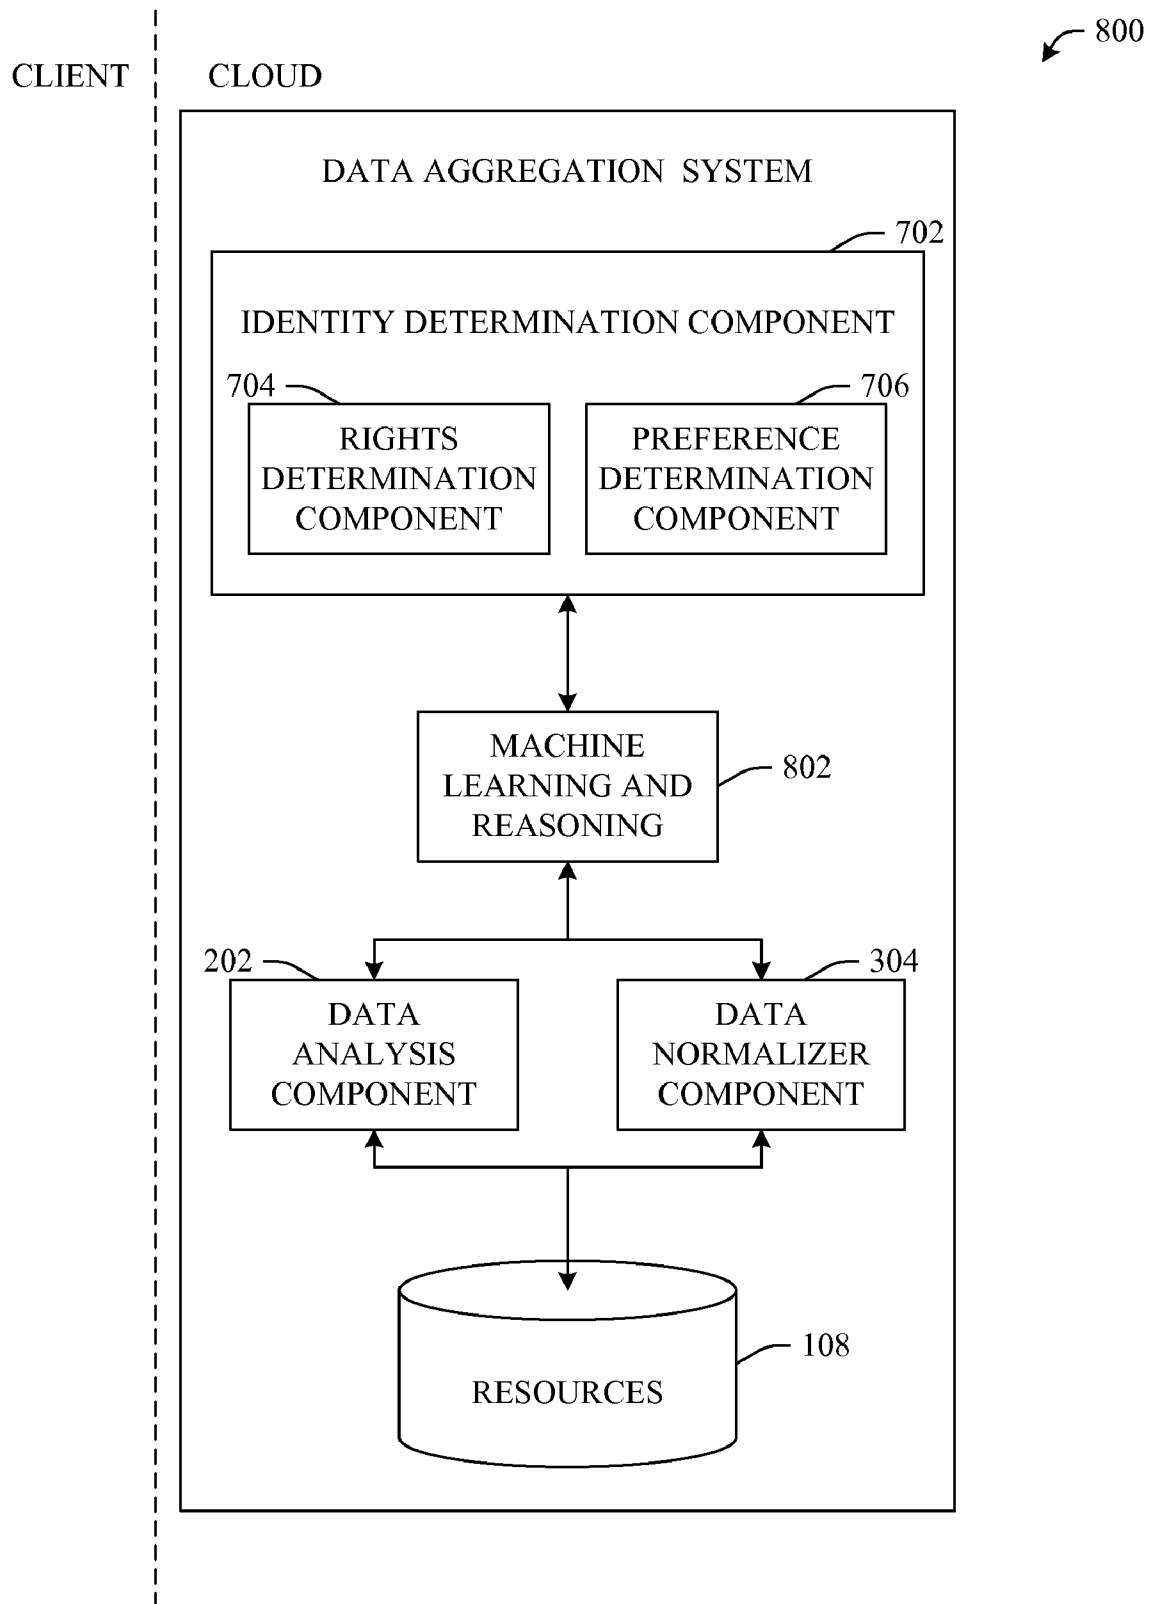 800
CLIENT
CLOUD
DATA AGGREGATION SYSTEM
702
IDENTITY DETERMINATION COMPONENT
704
RIGHTS
DETERMINATION
COMPONENT
706
PREFERENCE
DETERMINATION
COMPONENT
MACHINE
LEARNING AND
REASONING
802
202
DATA
ANALYSIS
COMPONENT
304
DATA
NORMALIZER
COMPONENT
108
RESOURCES